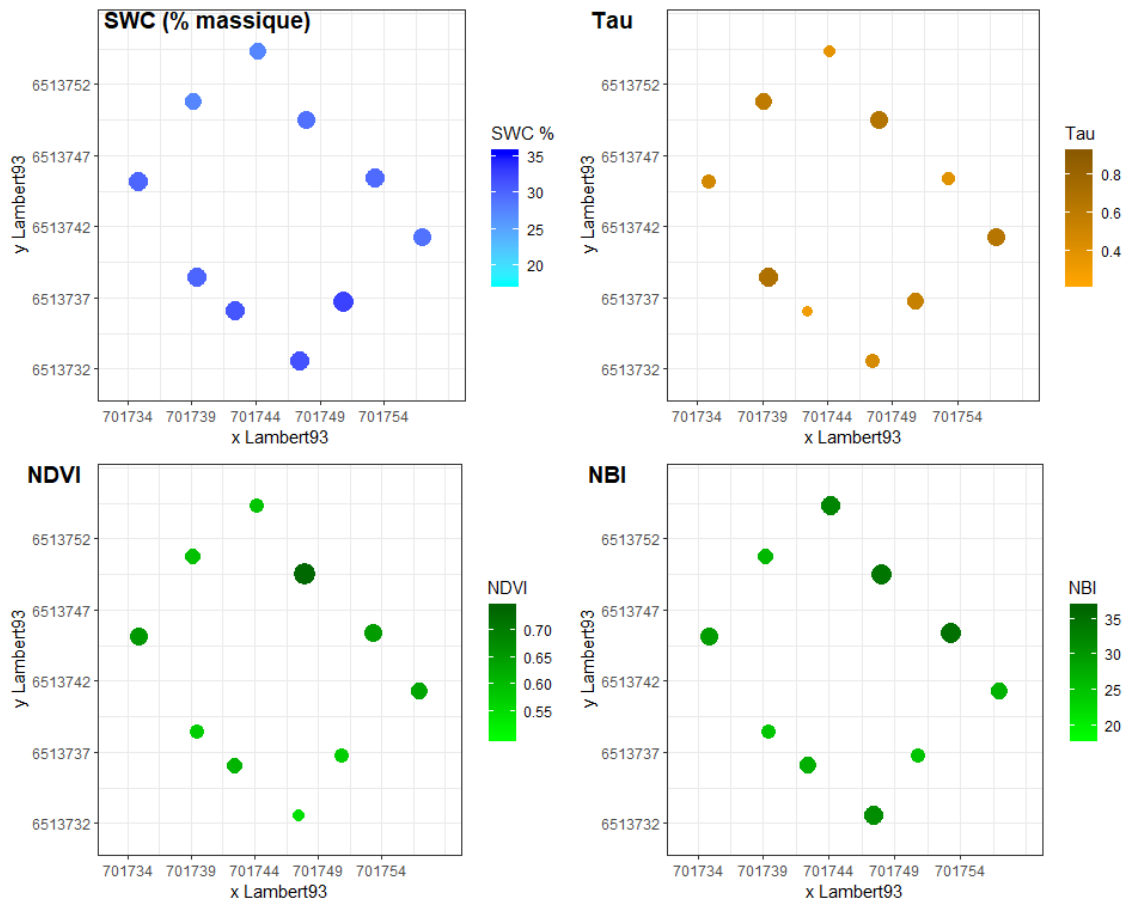 SWC (% massique)
6513752
6513747
6513742
6513737
6513732
y Lambert93
701734 701739 701744 701749 701754
x Lambert93
SWC %
35
30
25
20
Tau
6513752
6513747
6513742
6513737
6513732
y Lambert93
701734 701739 701744 701749 701754
x Lambert93
Tau
0.8
0.6
0.4
NDVI
6513752
6513747
6513742
6513737
6513732
y Lambert93
701734 701739 701744 701749 701754
x Lambert93
NDVI
0.70
0.65
0.60
0.55
NBI
6513752
6513747
6513742
6513737
6513732
y Lambert93
701734 701739 701744 701749 701754
x Lambert93
NBI
35
30
25
20